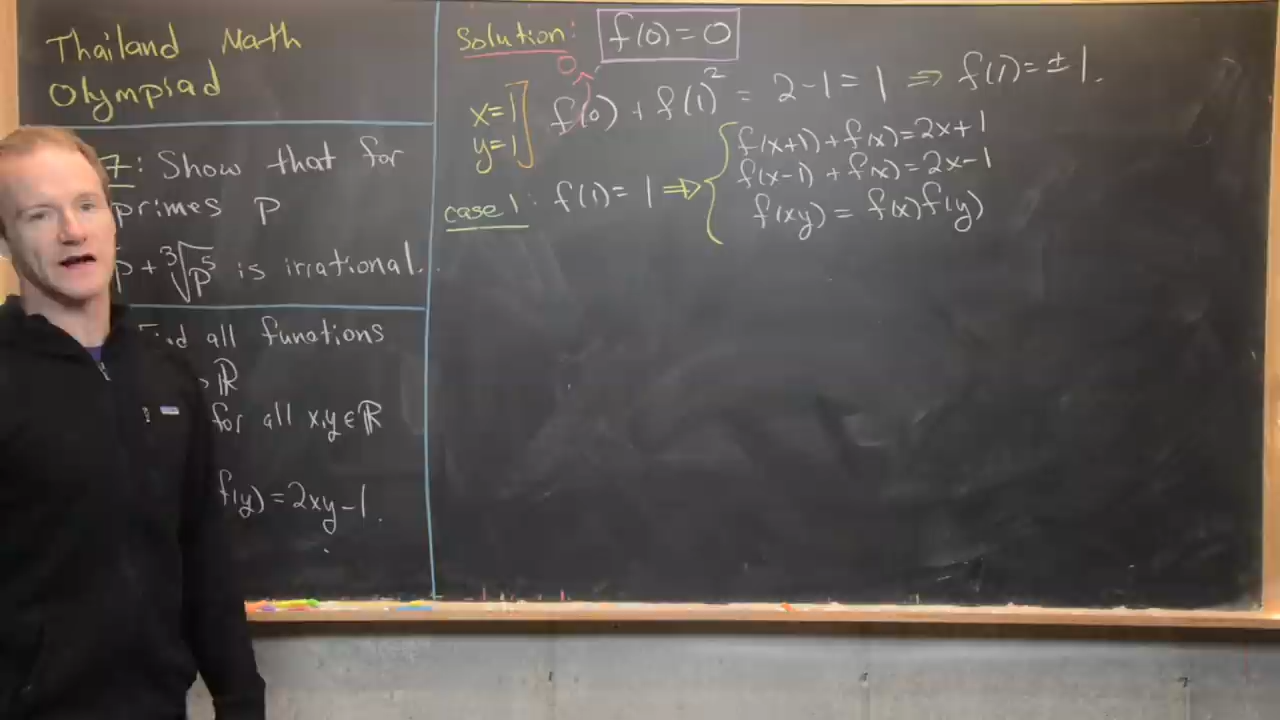 Thailand Math
Olympiad
7: Show that for
primes p
p + ∛p⁵ is irrational.
all functions
→ ℝ
for all x,y ∈ ℝ
f(y) = 2xy - 1.
Solution: f(0) = 0
0
x=1
y=1
f(0) + f(1)² = 2-1 = 1 ⇒ f(1) = ±1.
case 1: f(1) = 1 ⇒
f(x+1) + f(x) = 2x+1
f(x-1) + f(x) = 2x-1
f(xy) = f(x)f(y)